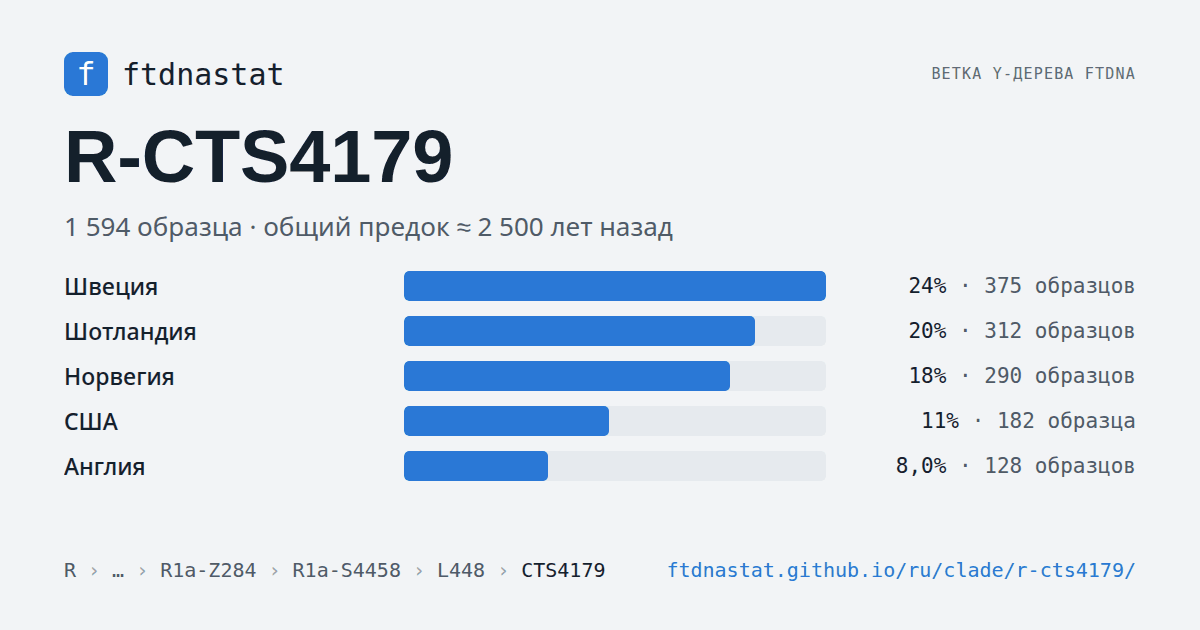 f ftdnastat
ВЕТКА Y-ДЕРЕВА FTDNA
R-CTS4179
1 594 образца · общий предок ≈ 2 500 лет назад
Швеция 24% · 375 образцов
Шотландия 20% · 312 образцов
Норвегия 18% · 290 образцов
США 11% · 182 образца
Англия 8,0% · 128 образцов
R › … › R1a-Z284 › R1a-S4458 › L448 › CTS4179 ftdnastat.github.io/ru/clade/r-cts4179/